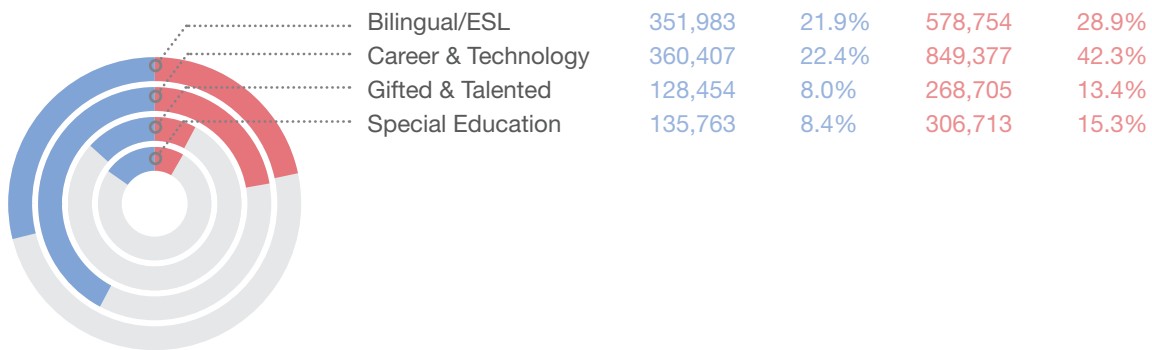 Bilingual/ESL 351,983 21.9% 578,754 28.9%
Career & Technology 360,407 22.4% 849,377 42.3%
Gifted & Talented 128,454 8.0% 268,705 13.4%
Special Education 135,763 8.4% 306,713 15.3%